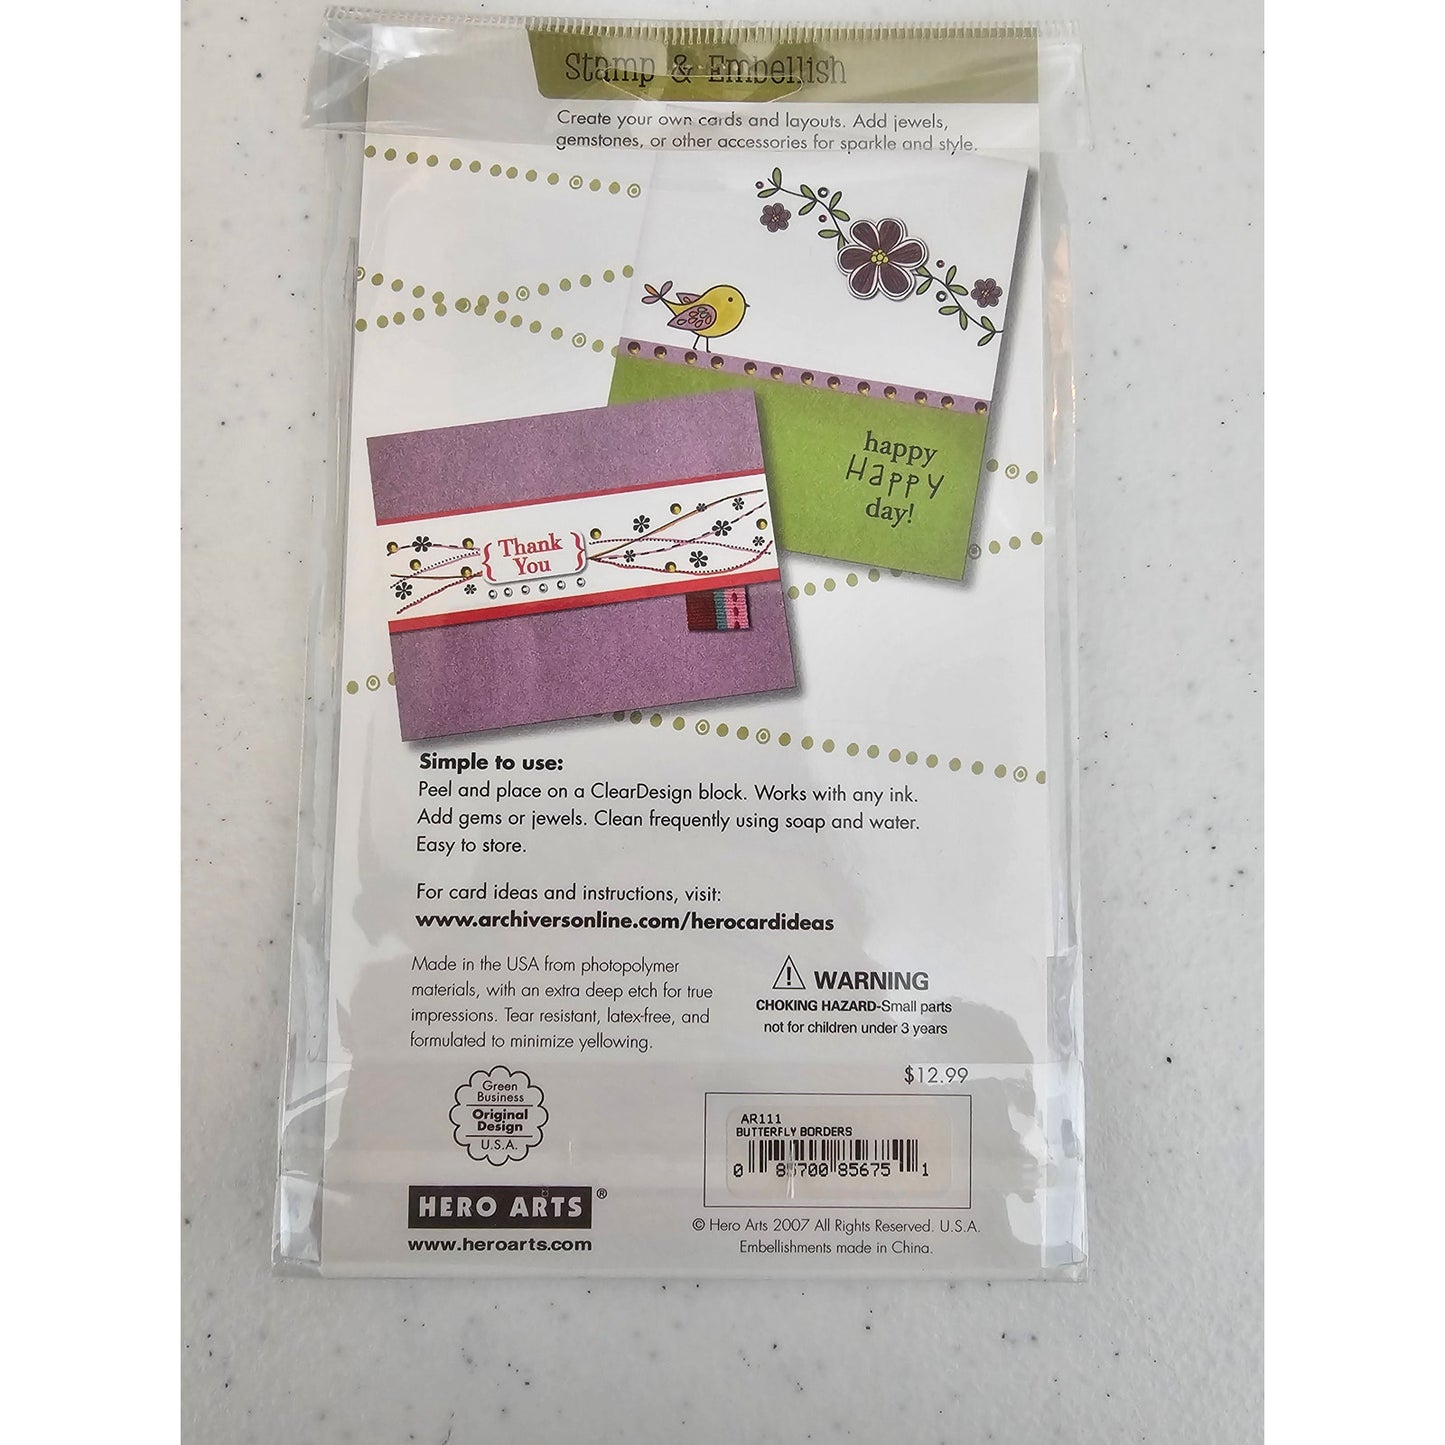 Stamp & Embellish
Create your own cards and layouts. Add jewels,
gemstones, or other accessories for sparkle and style.
happy
Happy
day!
{ Thank }
You
Simple to use:
Peel and place on a ClearDesign block. Works with any ink.
Add gems or jewels. Clean frequently using soap and water.
Easy to store.
For card ideas and instructions, visit:
www.archiversonline.com/herocardideas
Made in the USA from photopolymer
materials, with an extra deep etch for true
impressions. Tear resistant, latex-free, and
formulated to minimize yellowing.
WARNING
CHOKING HAZARD-Small parts
not for children under 3 years
Green
Business
Original
Design
U.S.A.
$12.99
AR111
BUTTERFLY BORDERS
0 85700 85675 1
HERO ARTS®
www.heroarts.com
© Hero Arts 2007 All Rights Reserved. U.S.A.
Embellishments made in China.